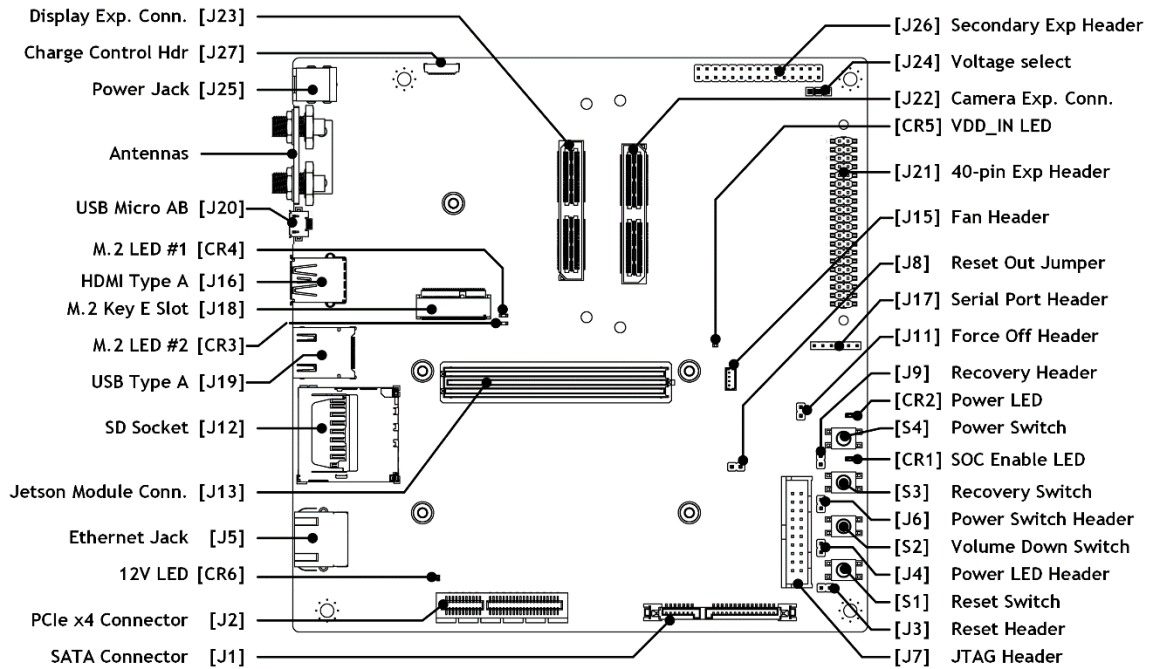 Display Exp. Conn. [J23]
Charge Control Hdr [J27]
Power Jack [J25]
Antennas
USB Micro AB [J20]
M.2 LED #1 [CR4]
HDMI Type A [J16]
M.2 Key E Slot [J18]
M.2 LED #2 [CR3]
USB Type A [J19]
SD Socket [J12]
Jetson Module Conn. [J13]
Ethernet Jack [J5]
12V LED [CR6]
PCIe x4 Connector [J2]
SATA Connector [J1]
[J26] Secondary Exp Header
[J24] Voltage select
[J22] Camera Exp. Conn.
[CR5] VDD_IN LED
[J21] 40-pin Exp Header
[J15] Fan Header
[J8] Reset Out Jumper
[J17] Serial Port Header
[J11] Force Off Header
[J9] Recovery Header
[CR2] Power LED
[S4] Power Switch
[CR1] SOC Enable LED
[S3] Recovery Switch
[J6] Power Switch Header
[S2] Volume Down Switch
[J4] Power LED Header
[S1] Reset Switch
[J3] Reset Header
[J7] JTAG Header